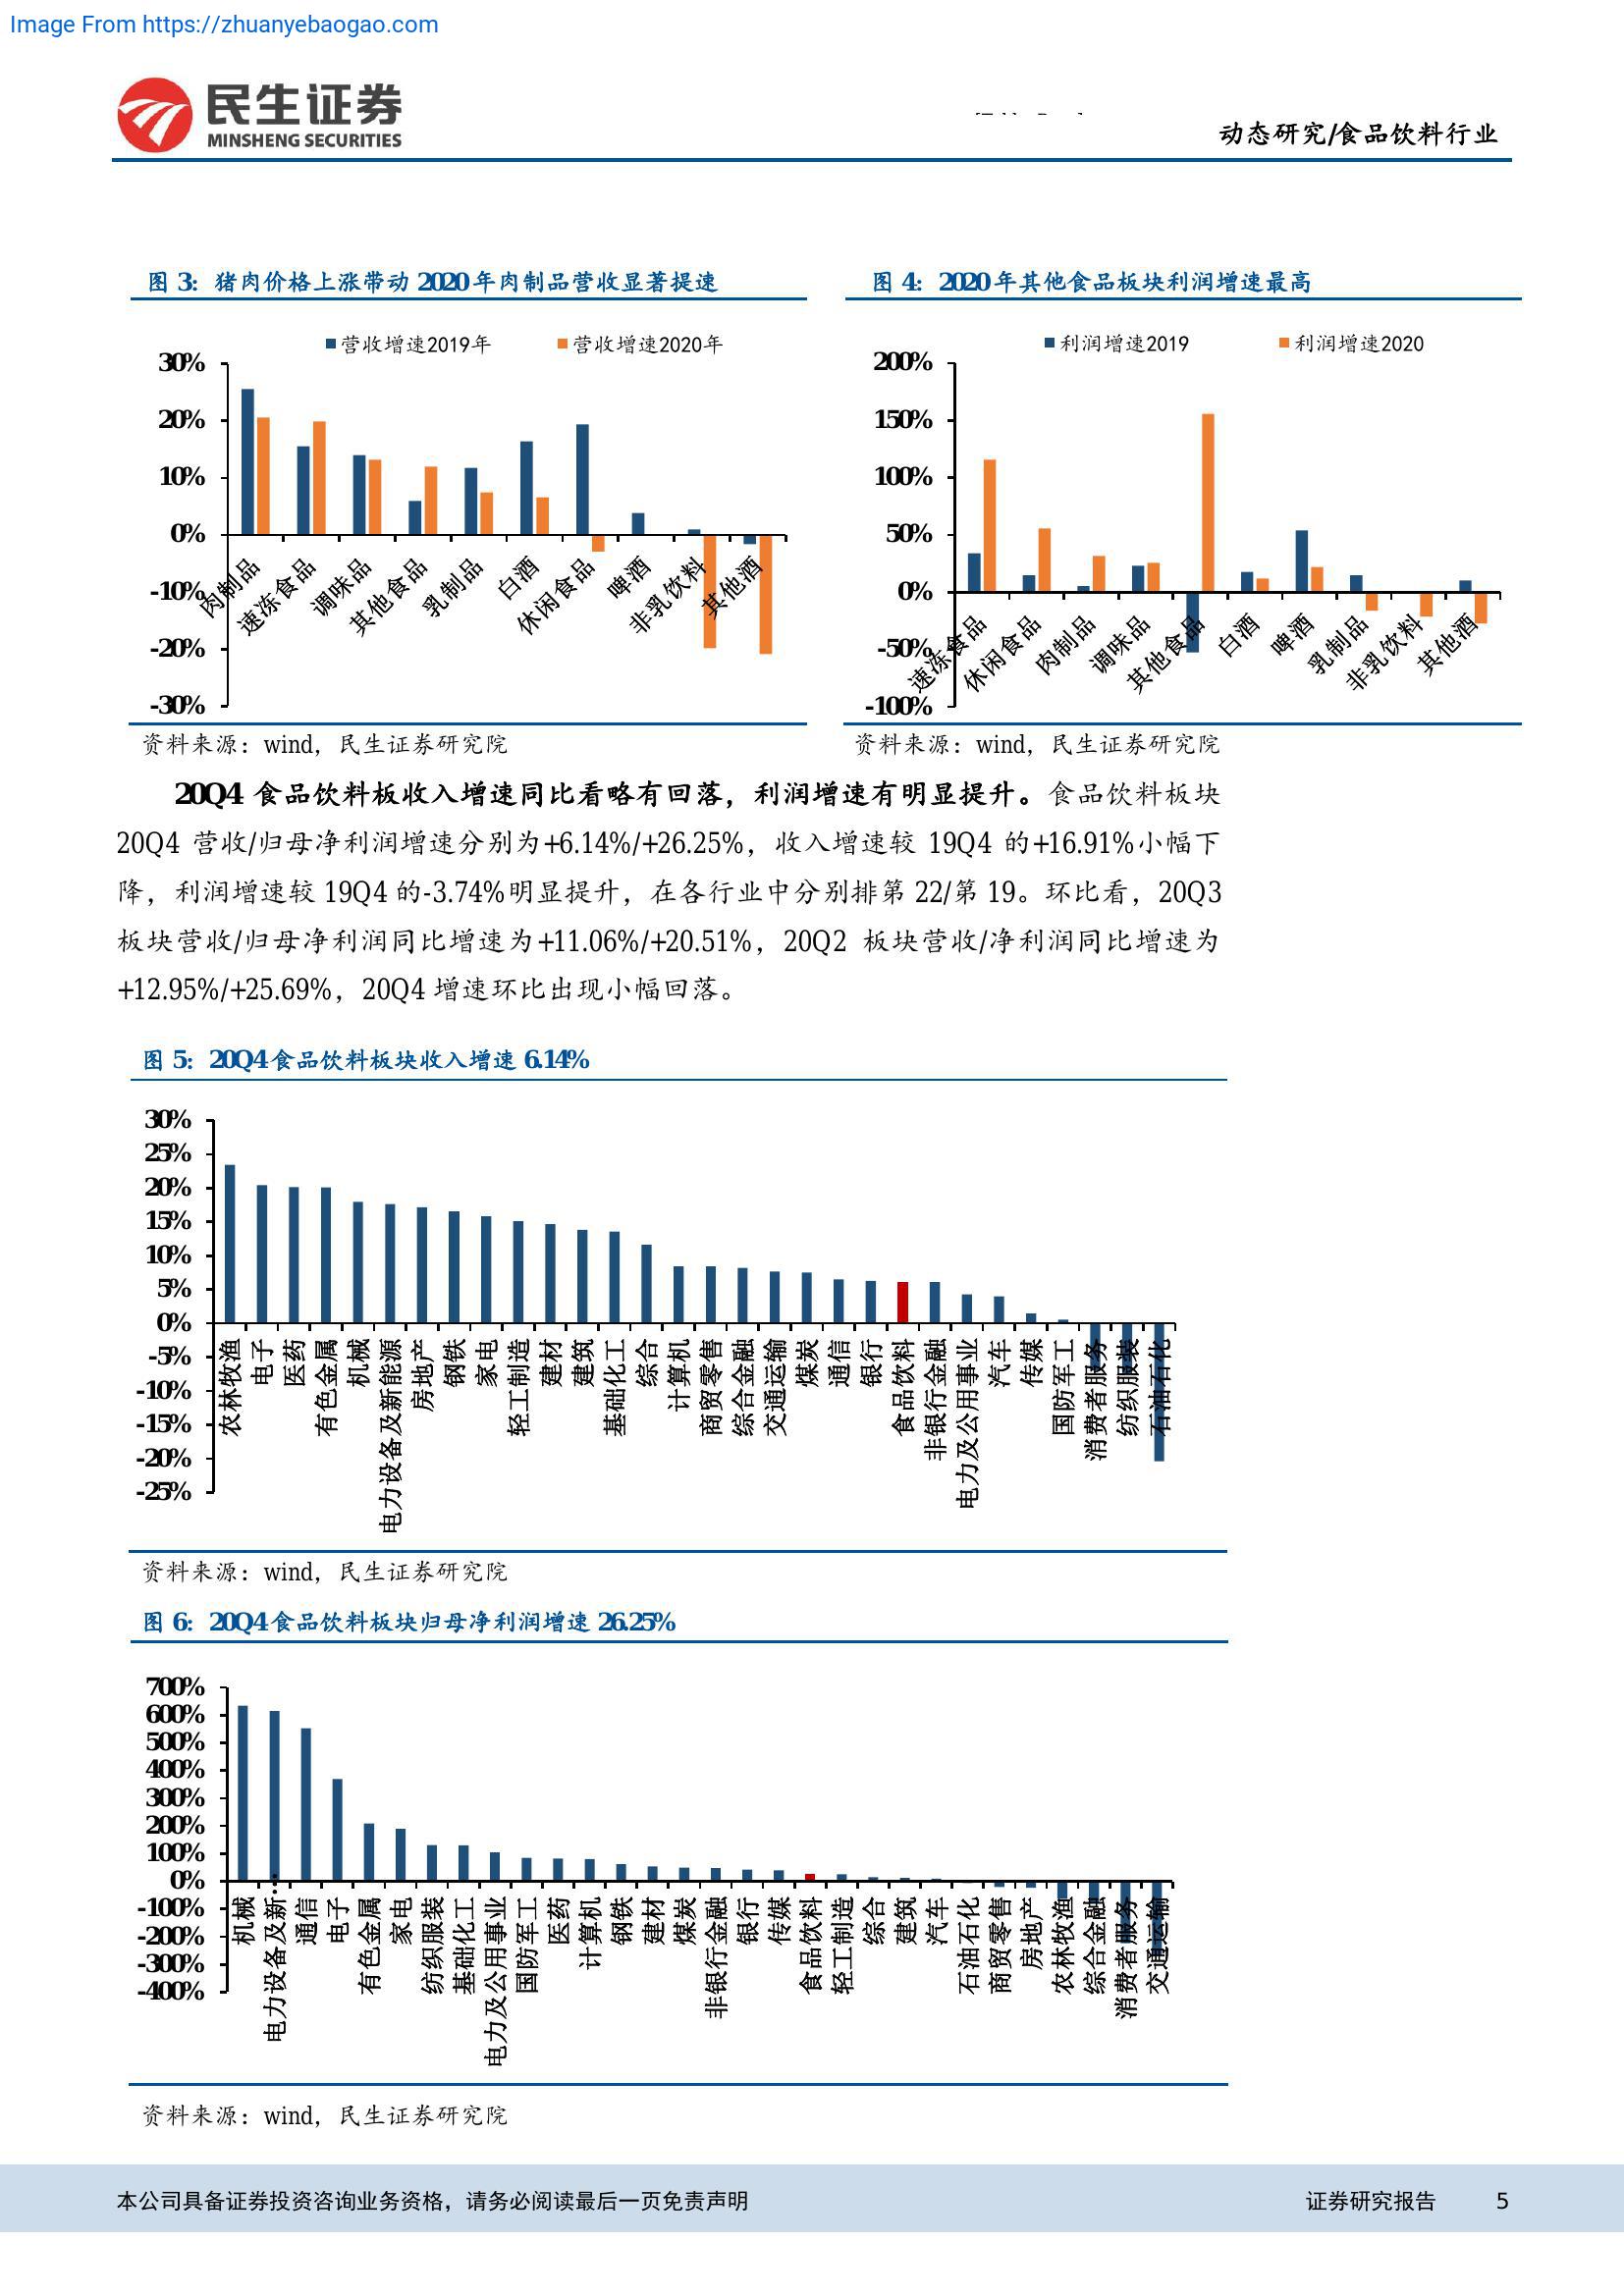 Image From https://zhuanyebaogao.com
民生证券
MINSHENG SECURITIES
动态研究/食品饮料行业
图 3：猪肉价格上涨带动 2020 年肉制品营收显著提速
营收增速2019年 营收增速2020年
30%
20%
10%
0%
-10%
-20%
-30%
肉制品 速冻食品 调味品 其他食品 乳制品 白酒 休闲食品 啤酒 非乳饮料 其他酒
资料来源：wind，民生证券研究院
图 4：2020 年其他食品板块利润增速最高
利润增速2019 利润增速2020
200%
150%
100%
50%
0%
-50%
-100%
速冻食品 休闲食品 肉制品 调味品 其他食品 白酒 啤酒 乳制品 非乳饮料 其他酒
资料来源：wind，民生证券研究院
20Q4 食品饮料板收入增速同比看略有回落，利润增速有明显提升。食品饮料板块
20Q4 营收/归母净利润增速分别为+6.14%/+26.25%，收入增速较 19Q4 的+16.91%小幅下
降，利润增速较 19Q4 的-3.74%明显提升，在各行业中分别排第 22/第 19。环比看，20Q3
板块营收/归母净利润同比增速为+11.06%/+20.51%，20Q2 板块营收/净利润同比增速为
+12.95%/+25.69%，20Q4 增速环比出现小幅回落。
图 5：20Q4 食品饮料板块收入增速 6.14%
30%
25%
20%
15%
10%
5%
0%
-5%
-10%
-15%
-20%
-25%
农林牧渔 电子 医药 有色金属 机械 电力设备及新能源 房地产 钢铁 家电 轻工制造 建材 建筑 基础化工 综合 计算机 商贸零售 综合金融 交通运输 煤炭 通信 银行 食品饮料 非银行金融 电力及公用事业 汽车 传媒 国防军工 消费者服务 纺织服装 石油石化
资料来源：wind，民生证券研究院
图 6：20Q4 食品饮料板块归母净利润增速 26.25%
700%
600%
500%
400%
300%
200%
100%
0%
-100%
-200%
-300%
-400%
机械 电力设备及新… 通信 电子 有色金属 家电 纺织服装 基础化工 电力及公用事业 国防军工 医药 计算机 钢铁 建材 煤炭 非银行金融 银行 传媒 食品饮料 轻工制造 综合 建筑 汽车 石油石化 商贸零售 房地产 农林牧渔 综合金融 消费者服务 交通运输
资料来源：wind，民生证券研究院
本公司具备证券投资咨询业务资格，请务必阅读最后一页免责声明 证券研究报告 5